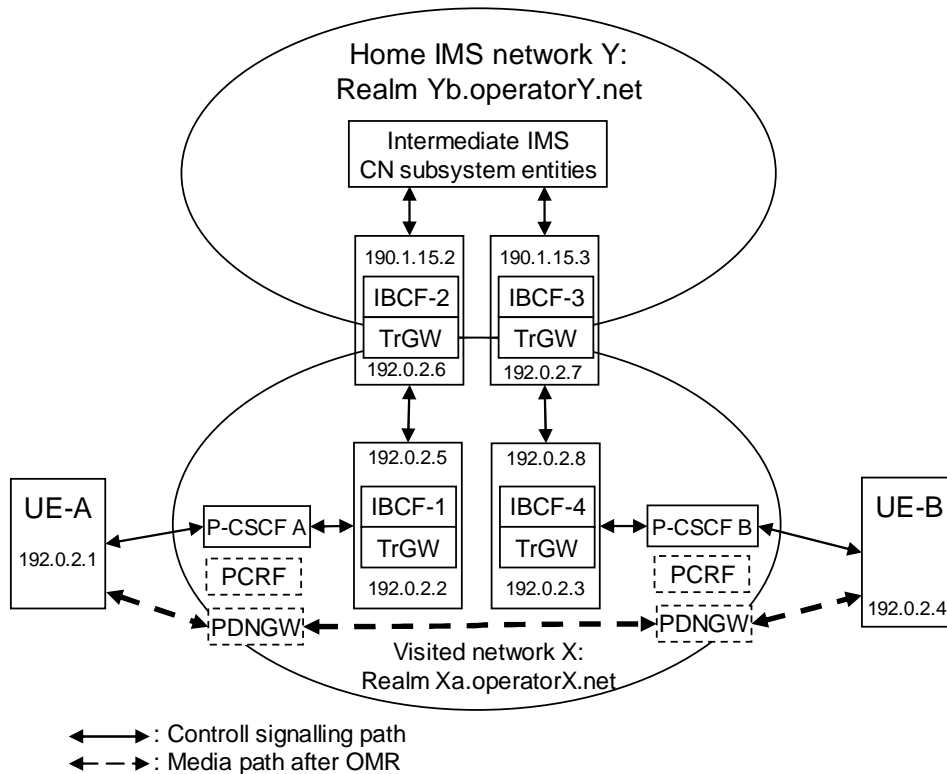 Home IMS network Y:
Realm Yb.operatorY.net
Intermediate IMS
CN subsystem entities
190.1.15.2
IBCF-2
TrGW
192.0.2.6
190.1.15.3
IBCF-3
TrGW
192.0.2.7
UE-A
192.0.2.1
P-CSCF A
PCRF
PDNGW
192.0.2.5
IBCF-1
TrGW
192.0.2.2
192.0.2.8
IBCF-4
TrGW
192.0.2.3
P-CSCF B
PCRF
PDNGW
UE-B
192.0.2.4
Visited network X:
Realm Xa.operatorX.net
: Controll signalling path
: Media path after OMR